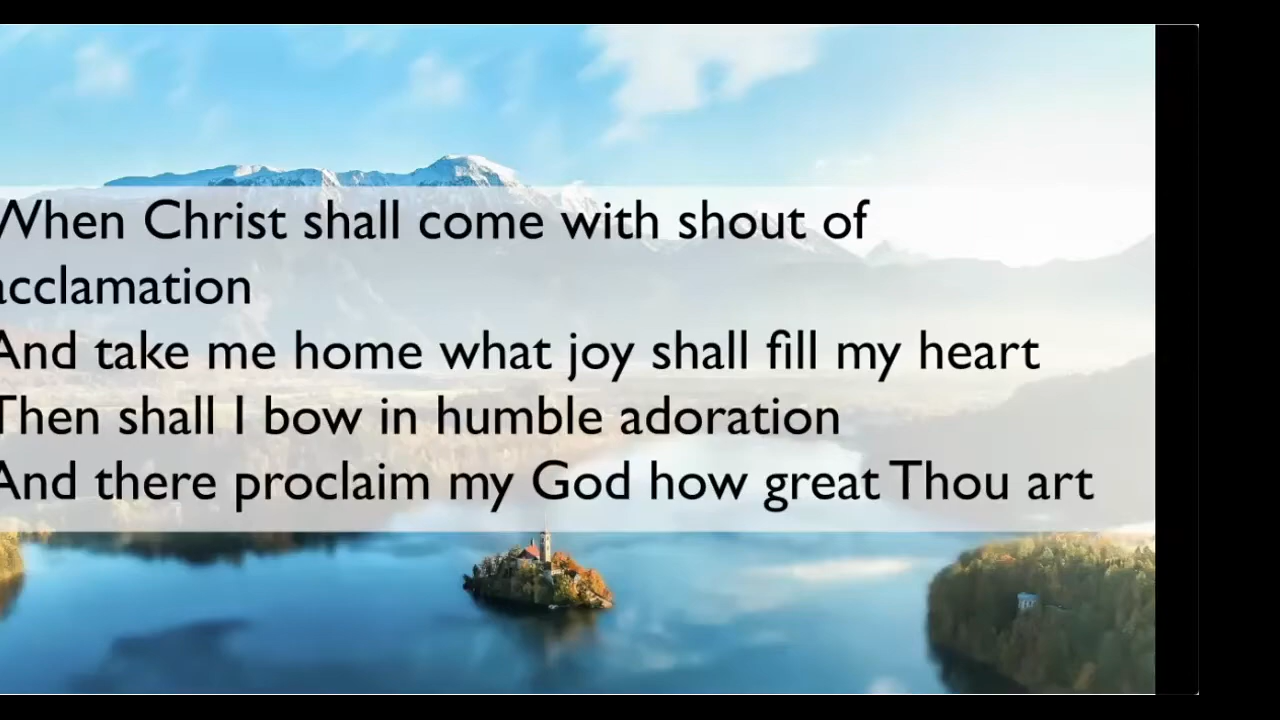 When Christ shall come with shout of
acclamation
And take me home what joy shall fill my heart
Then shall I bow in humble adoration
And there proclaim my God how great Thou art